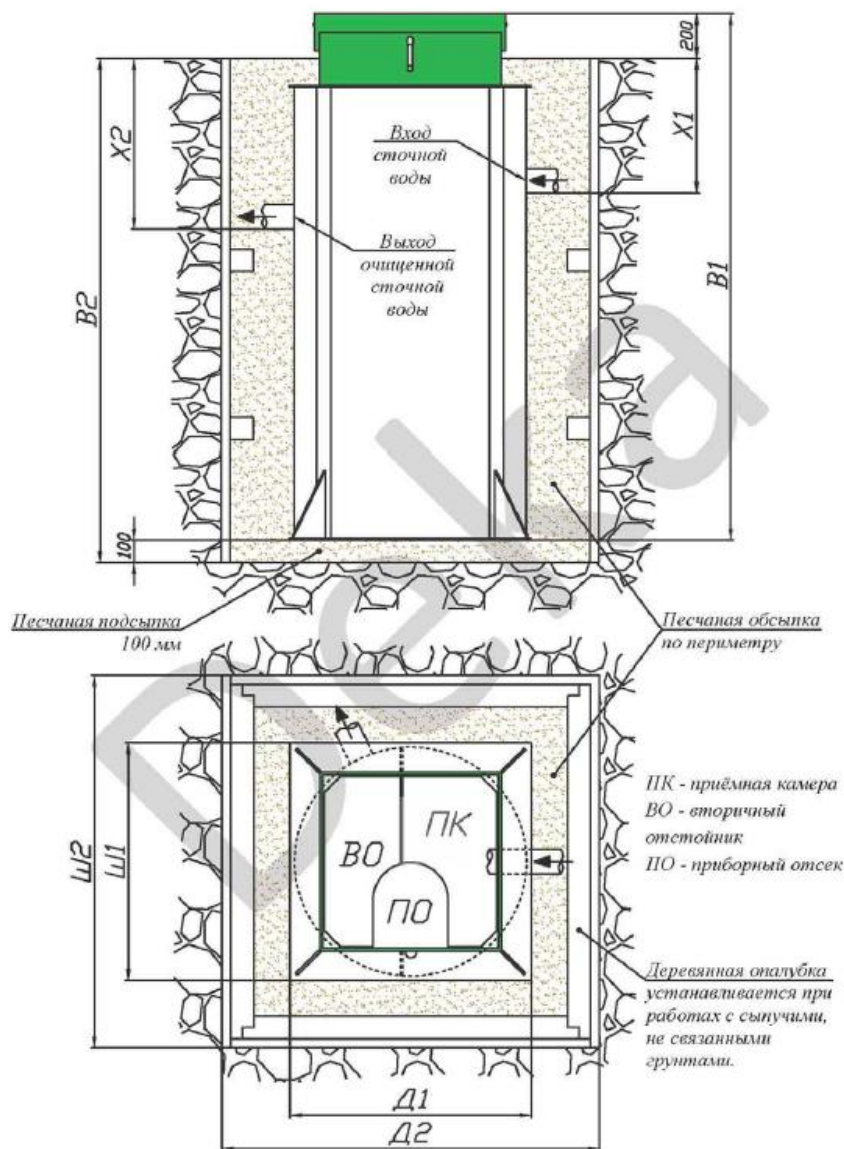 200
X2
X1
Вход
сточной
воды
Выход
очищенной
сточной
воды
B2
B1
100
Песчаная подсыпка
100 мм
Песчаная обсыпка
по периметру
Deka
Ш2
Ш1
ВО
ПК
ПО
ПК - приёмная камера
ВО - вторичный
отстойник
ПО - приборный отсек
Деревянная опалубка
устанавливается при
работах с сыпучими,
не связанными
грунтами.
Д1
Д2